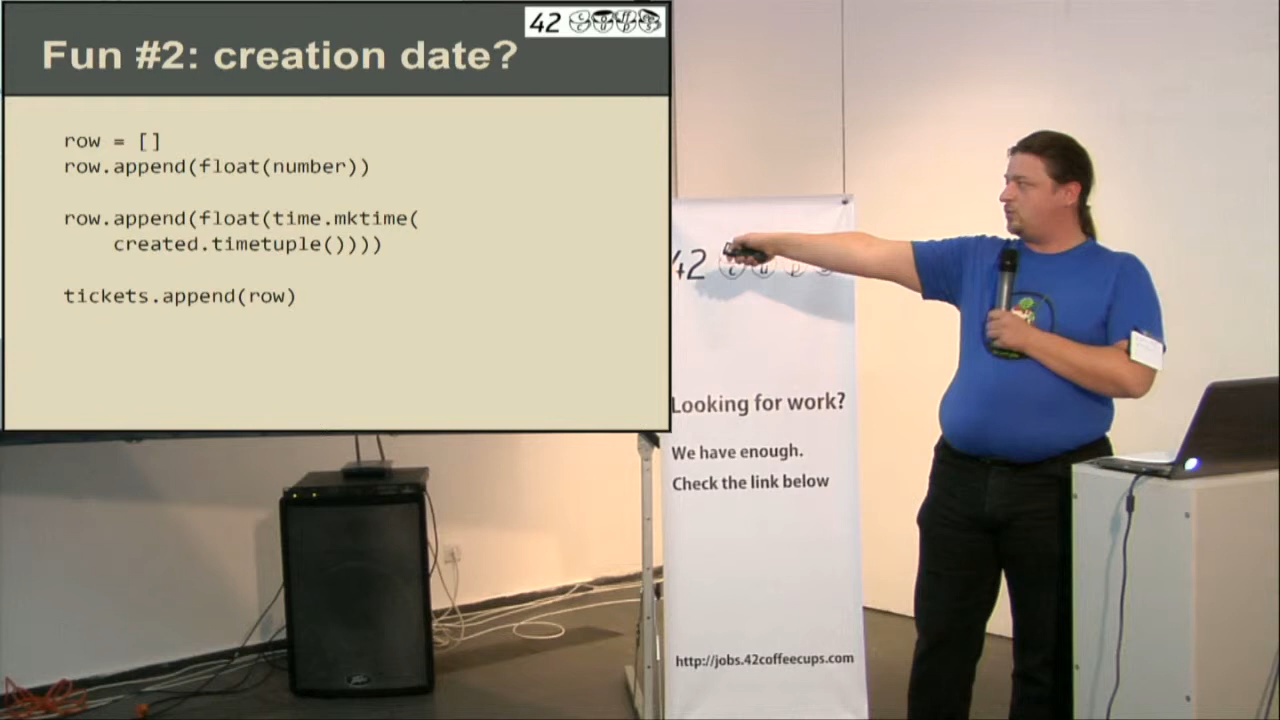 42
Fun #2: creation date?
row = []
row.append(float(number))
row.append(float(time.mktime(
created.timetuple())))
tickets.append(row)
42
Looking for work?
We have enough.
Check the link below
http://jobs.42coffeecups.com